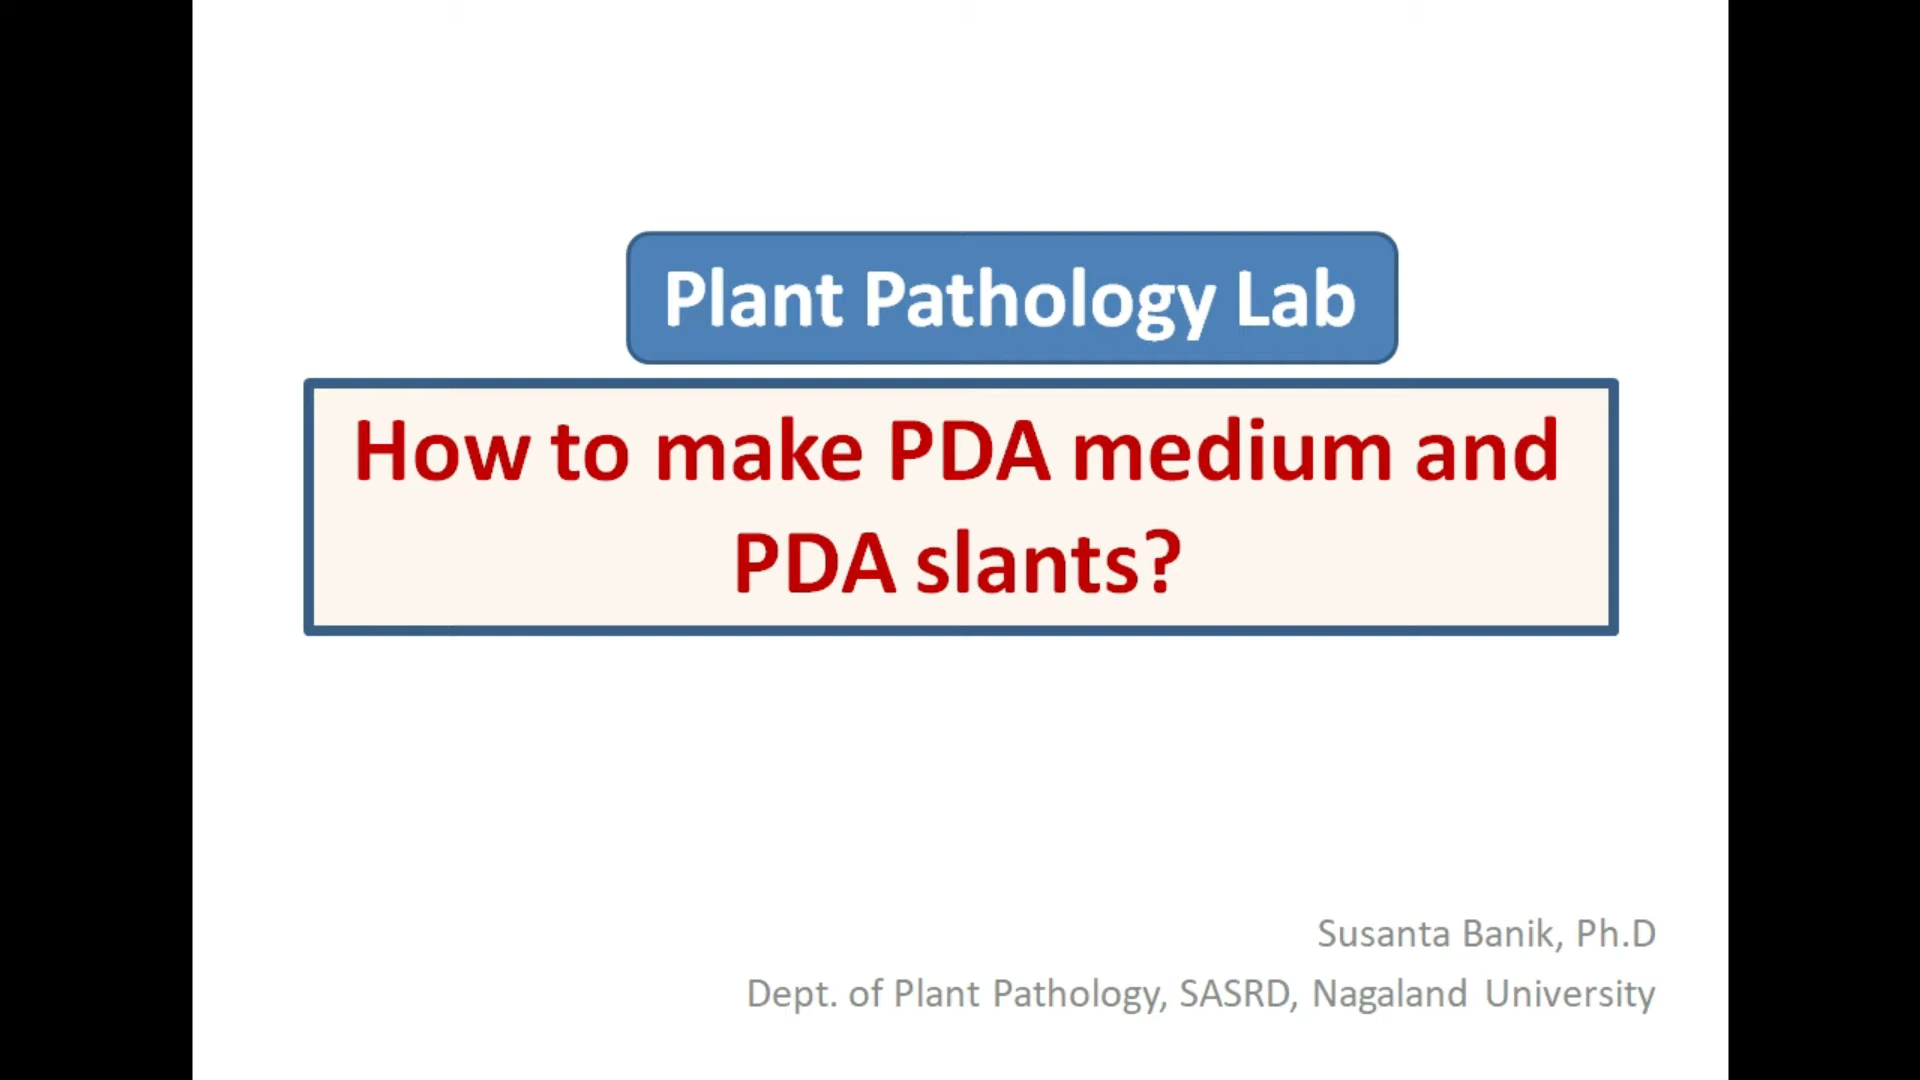 Plant Pathology Lab
How to make PDA medium and
PDA slants?
Susanta Banik, Ph.D
Dept. of Plant Pathology, SASRD, Nagaland University